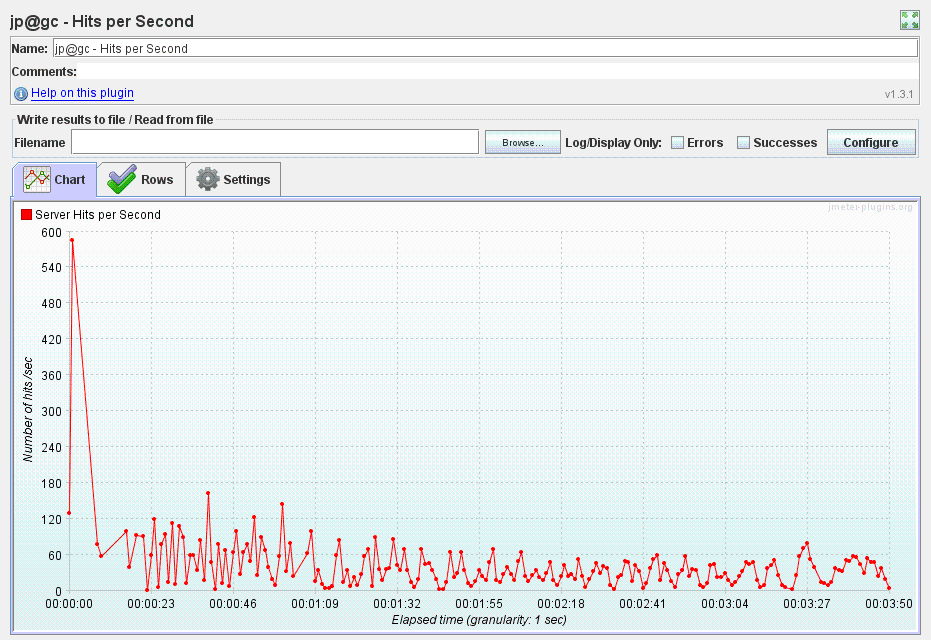 jp@gc - Hits per Second
Name: jp@gc - Hits per Second
Comments:
Help on this plugin
v1.3.1
Write results to file / Read from file
Filename Browse... Log/Display Only: Errors Successes Configure
Chart Rows Settings
Server Hits per Second
jmeter-plugins.org
600
540
480
420
360
300
240
180
120
60
0
Number of hits /sec
00:00:00 00:00:23 00:00:46 00:01:09 00:01:32 00:01:55 00:02:18 00:02:41 00:03:04 00:03:27 00:03:50
Elapsed time (granularity: 1 sec)